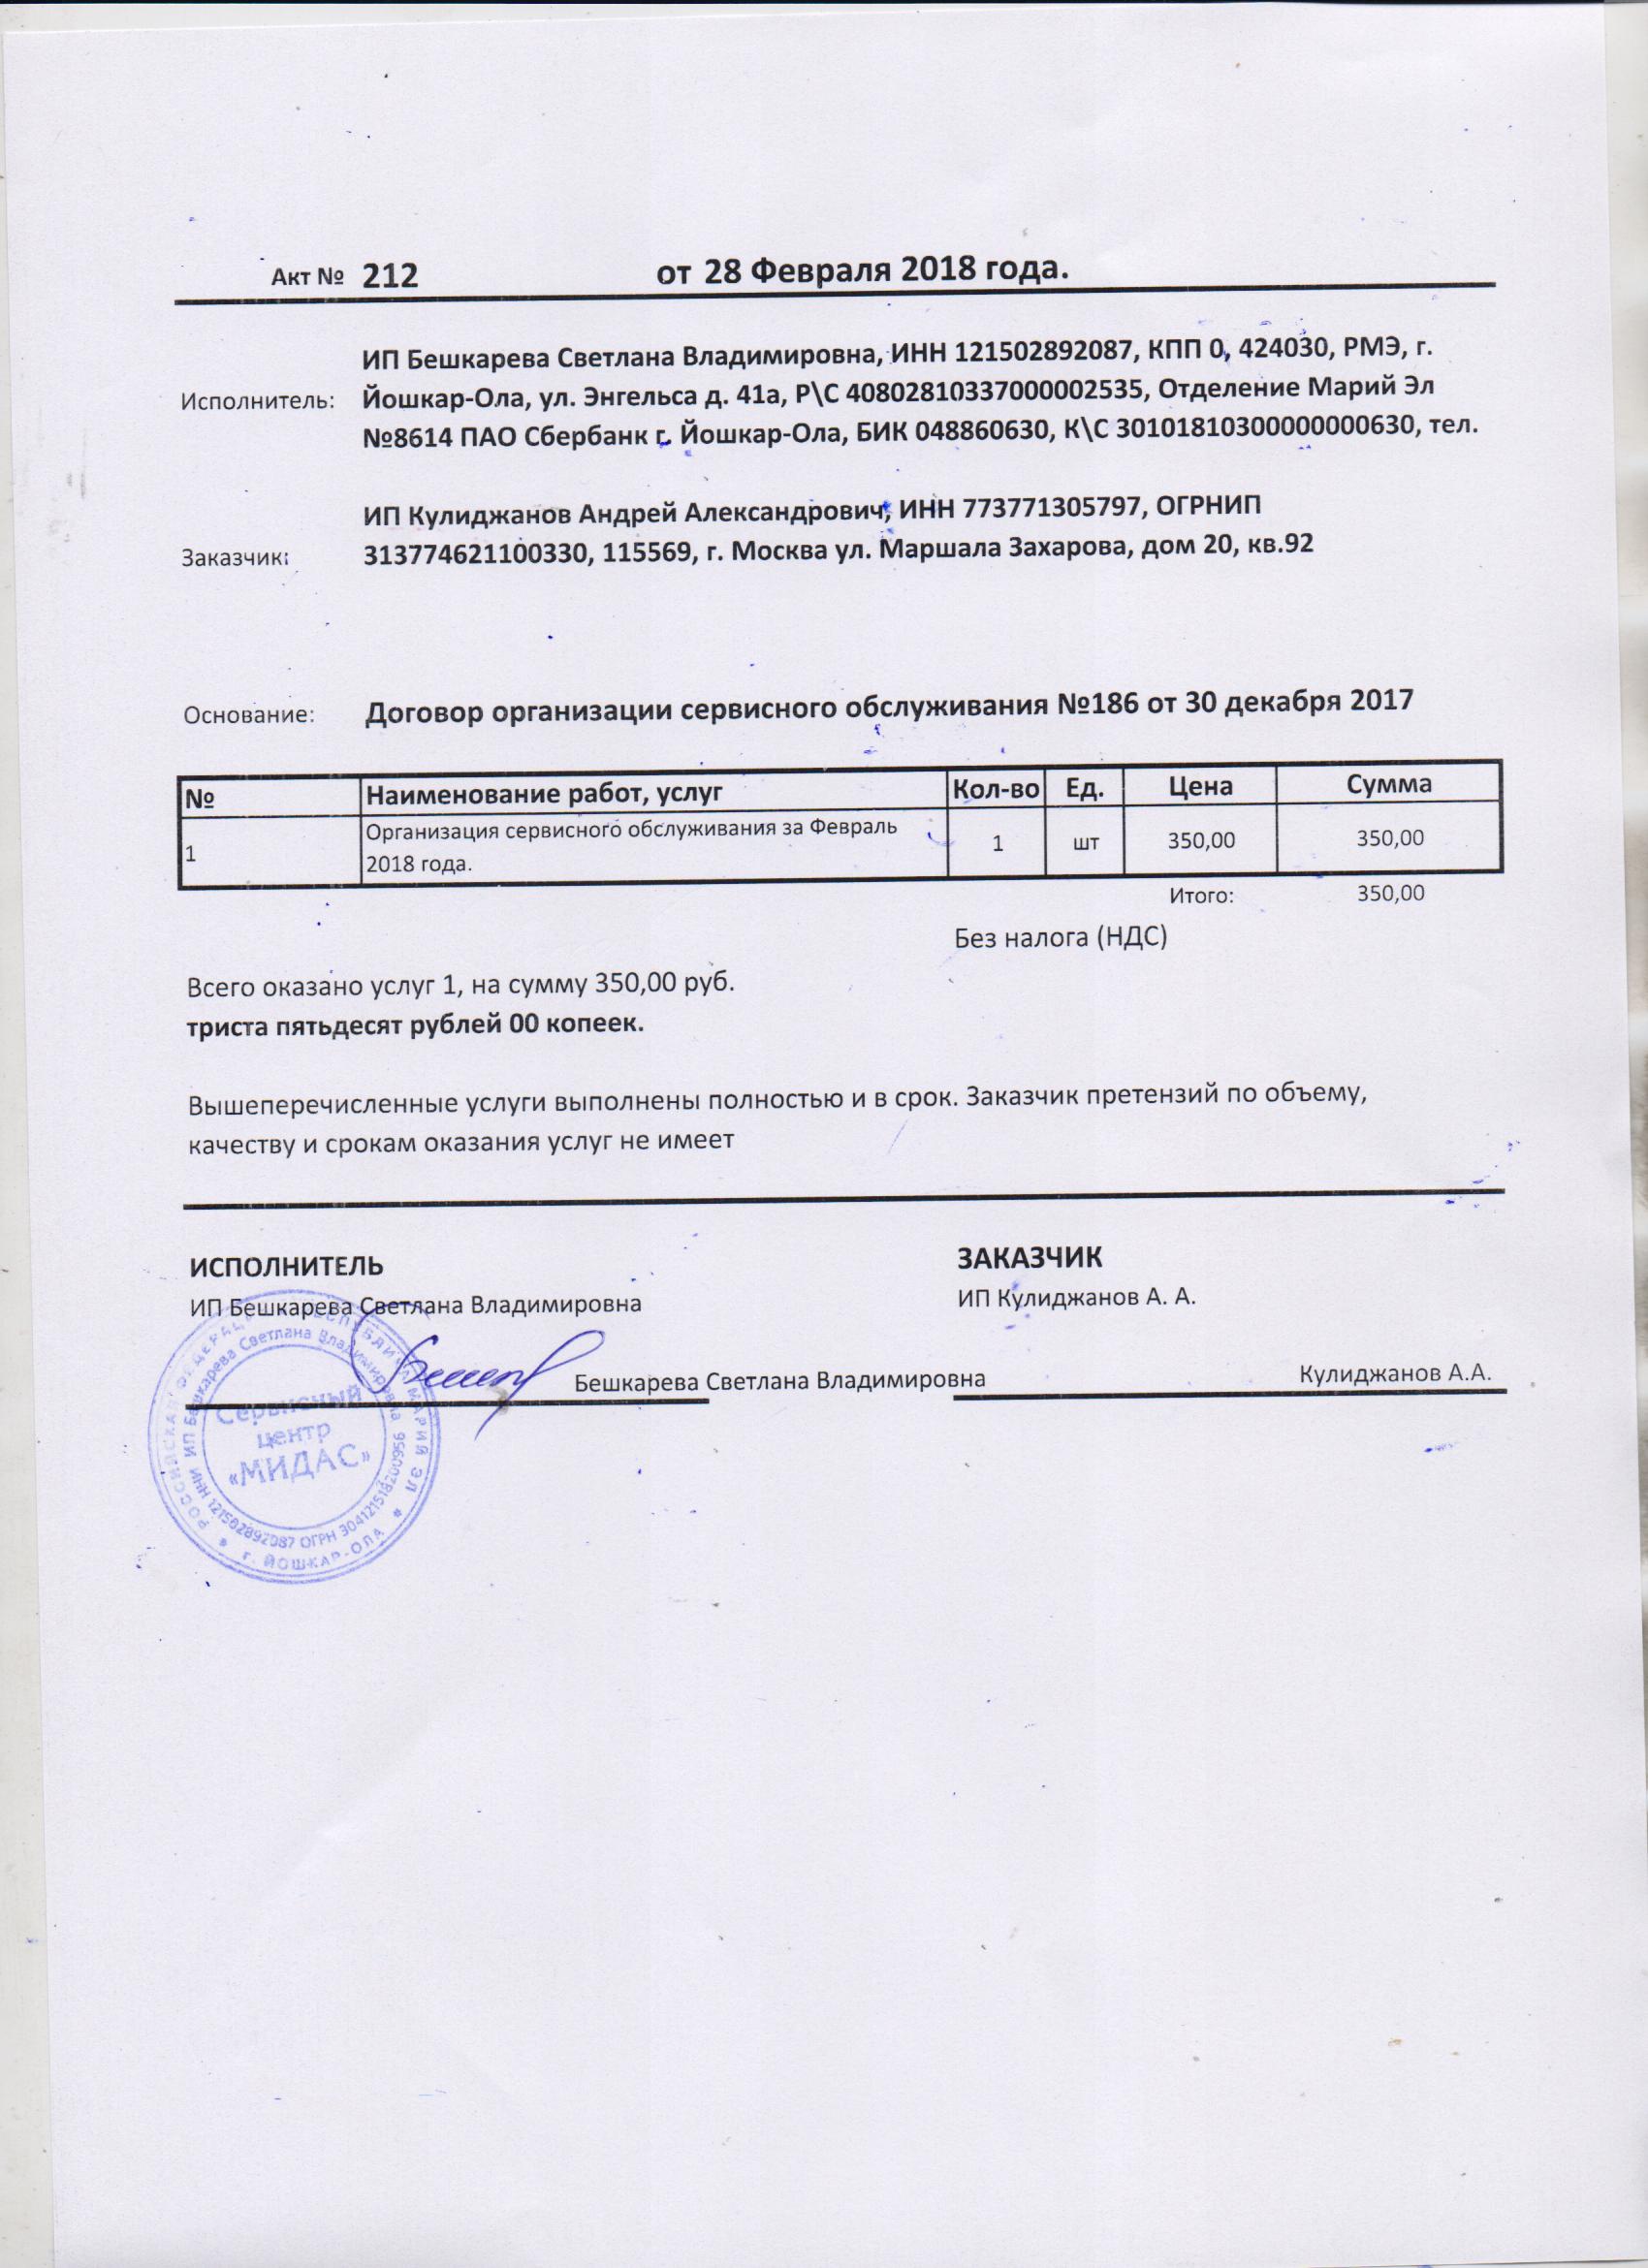 Акт № 212 от 28 Февраля 2018 года.
Исполнитель:
ИП Бешкарева Светлана Владимировна, ИНН 121502892087, КПП 0, 424030, РМЭ, г.
Йошкар-Ола, ул. Энгельса д. 41а, Р\С 40802810337000002535, Отделение Марий Эл
№8614 ПАО Сбербанк г. Йошкар-Ола, БИК 048860630, К\С 30101810300000000630, тел.
Заказчик:
ИП Кулиджанов Андрей Александрович, ИНН 773771305797, ОГРНИП
313774621100330, 115569, г. Москва ул. Маршала Захарова, дом 20, кв.92
Основание: Договор организации сервисного обслуживания №186 от 30 декабря 2017
№ Наименование работ, услуг Кол-во Ед. Цена Сумма
1 Организация сервисного обслуживания за Февраль
2018 года. 1 шт 350,00 350,00
Итого: 350,00
Без налога (НДС)
Всего оказано услуг 1, на сумму 350,00 руб.
триста пятьдесят рублей 00 копеек.
Вышеперечисленные услуги выполнены полностью и в срок. Заказчик претензий по объему,
качеству и срокам оказания услуг не имеет
ИСПОЛНИТЕЛЬ
ИП Бешкарева Светлана Владимировна
Бешкарева Светлана Владимировна
ЗАКАЗЧИК
ИП Кулиджанов А. А.
Кулиджанов А.А.
РОССИЙСКАЯ ФЕДЕРАЦ РЕСПУБЛИКА МАРИЙ ЭЛ * г. ЙОШКАР-ОЛА *
ИП Бешкарева Светлана Владимировна
ИНН 121502892087 ОГРН 304121518200956
Сервисный
центр
«МИДАС»